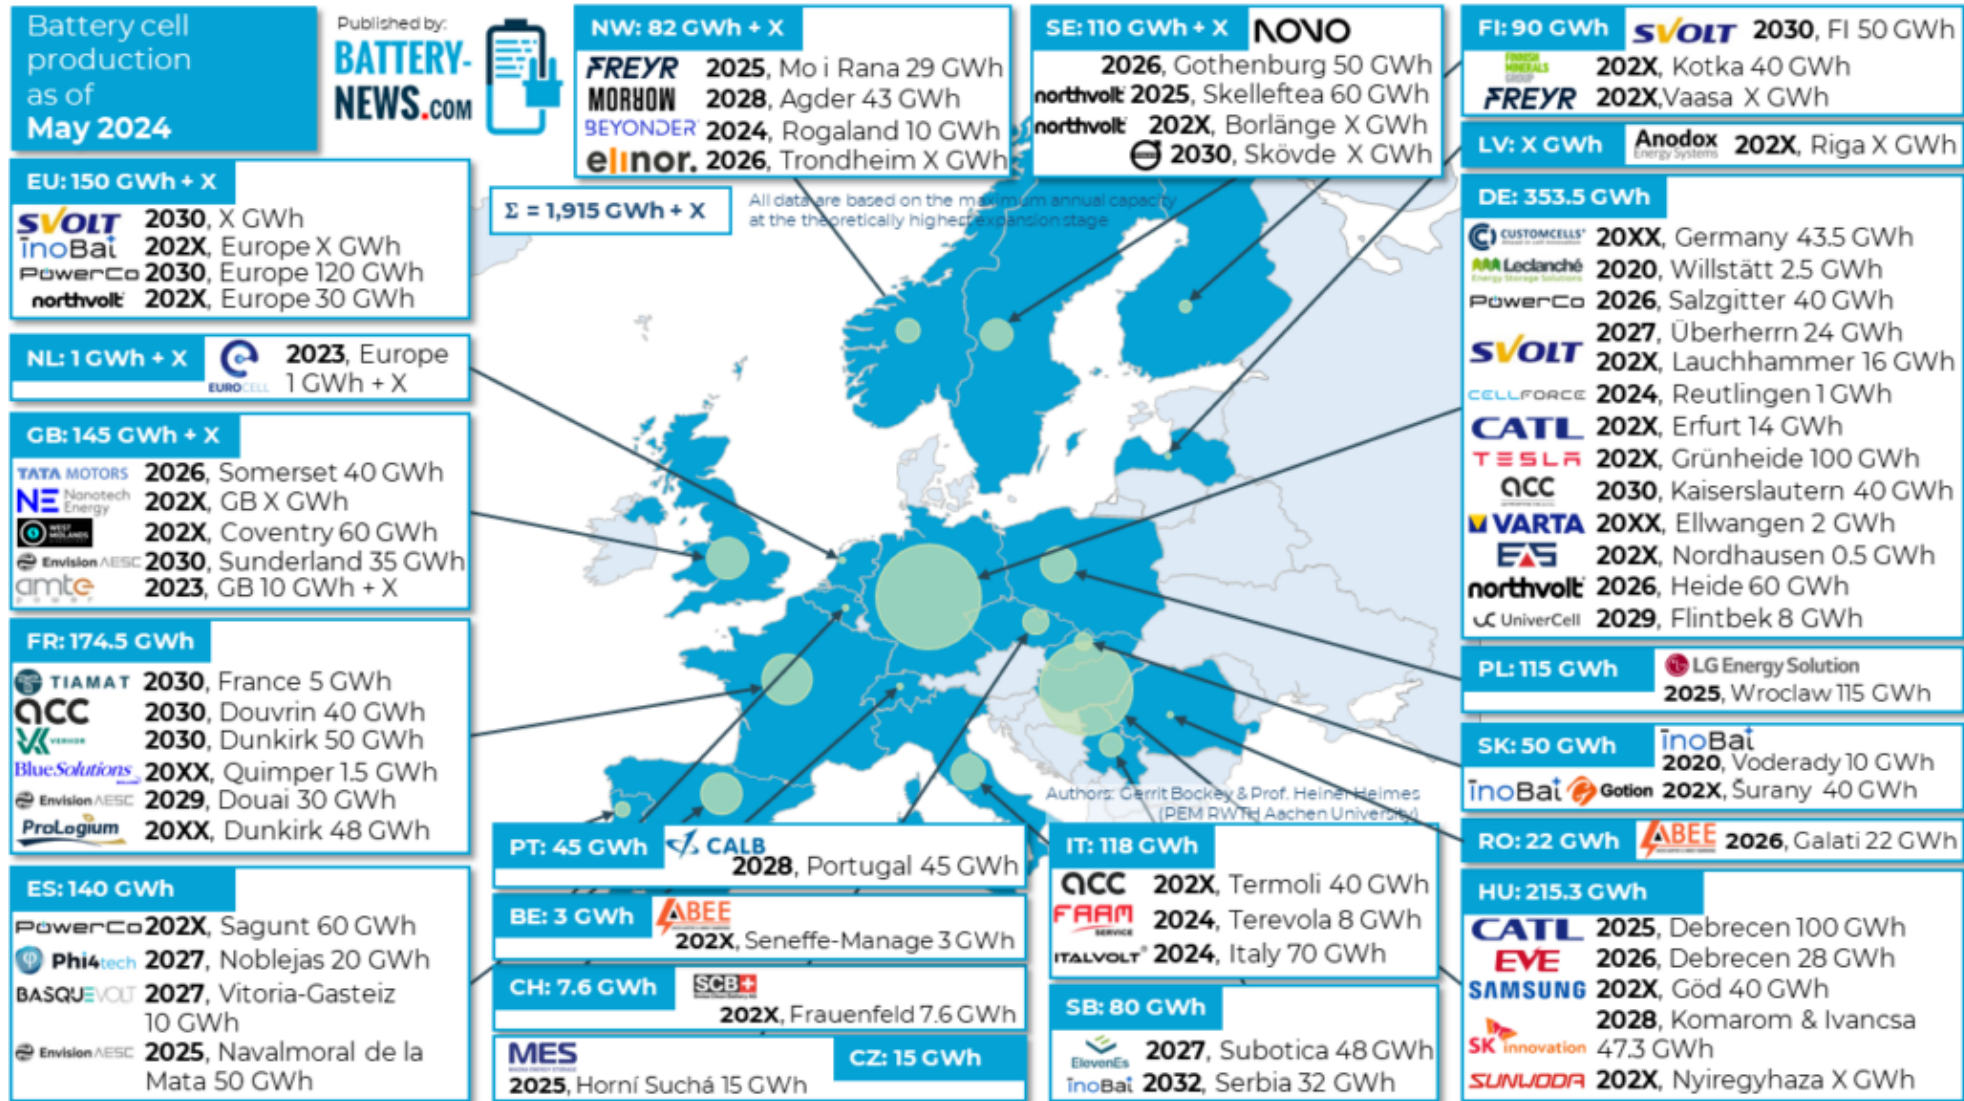 Battery cell
production
as of
May 2024
Published by:
BATTERY-
NEWS.COM
NW: 82 GWh + X
FREYR 2025, Mo i Rana 29 GWh
MORROW 2028, Agder 43 GWh
BEYONDER 2024, Rogaland 10 GWh
elinor. 2026, Trondheim X GWh
SE: 110 GWh + X NOVO
2026, Gothenburg 50 GWh
northvolt 2025, Skelleftea 60 GWh
northvolt 202X, Borlänge X GWh
2030, Skövde X GWh
FI: 90 GWh SVOLT 2030, FI 50 GWh
FINNISH MINERALS GROUP 202X, Kotka 40 GWh
FREYR 202X,Vaasa X GWh
LV: X GWh Anodox Energy Systems 202X, Riga X GWh
EU: 150 GWh + X
SVOLT 2030, X GWh
InoBat 202X, Europe X GWh
PowerCo 2030, Europe 120 GWh
northvolt 202X, Europe 30 GWh
Σ = 1,915 GWh + X
All data are based on the maximum annual capacity
at the theoretically highest expansion stage
NL: 1 GWh + X EUROCELL 2023, Europe
1 GWh + X
GB: 145 GWh + X
TATA MOTORS 2026, Somerset 40 GWh
NE Nanotech Energy 202X, GB X GWh
WEST MIDLANDS 202X, Coventry 60 GWh
Envision AESC 2030, Sunderland 35 GWh
amte power 2023, GB 10 GWh + X
FR: 174.5 GWh
TIAMAT 2030, France 5 GWh
acc 2030, Douvrin 40 GWh
VERKOR 2030, Dunkirk 50 GWh
BlueSolutions 20XX, Quimper 1.5 GWh
Envision AESC 2029, Douai 30 GWh
ProLogium 20XX, Dunkirk 48 GWh
ES: 140 GWh
PowerCo 202X, Sagunt 60 GWh
Phi4tech 2027, Noblejas 20 GWh
BASQUEVOLT 2027, Vitoria-Gasteiz
10 GWh
Envision AESC 2025, Navalmoral de la
Mata 50 GWh
DE: 353.5 GWh
CUSTOMCELLS 20XX, Germany 43.5 GWh
Leclanché Energy Storage Solutions 2020, Willstätt 2.5 GWh
PowerCo 2026, Salzgitter 40 GWh
SVOLT 2027, Überherrn 24 GWh
202X, Lauchhammer 16 GWh
CELLFORCE 2024, Reutlingen 1 GWh
CATL 202X, Erfurt 14 GWh
TESLA 202X, Grünheide 100 GWh
acc 2030, Kaiserslautern 40 GWh
VARTA 20XX, Ellwangen 2 GWh
EAS 202X, Nordhausen 0.5 GWh
northvolt 2026, Heide 60 GWh
UC UniverCell 2029, Flintbek 8 GWh
PL: 115 GWh LG Energy Solution
2025, Wroclaw 115 GWh
SK: 50 GWh InoBat
2020, Voderady 10 GWh
InoBat Gotion 202X, Šurany 40 GWh
Authors: Gerrit Bockey & Prof. Heiner Heimes
(PEM RWTH Aachen University)
RO: 22 GWh ABEE 2026, Galati 22 GWh
HU: 215.3 GWh
CATL 2025, Debrecen 100 GWh
EVE 2026, Debrecen 28 GWh
SAMSUNG 202X, Göd 40 GWh
SK innovation 2028, Komarom & Ivancsa
47.3 GWh
SUNWODA 202X, Nyiregyhaza X GWh
PT: 45 GWh CALB
2028, Portugal 45 GWh
BE: 3 GWh ABEE
202X, Seneffe-Manage 3 GWh
CH: 7.6 GWh SCB+
202X, Frauenfeld 7.6 GWh
MES CZ: 15 GWh
2025, Horní Suchá 15 GWh
IT: 118 GWh
acc 202X, Termoli 40 GWh
FAAM SERVICE 2024, Terevola 8 GWh
ITALVOLT 2024, Italy 70 GWh
SB: 80 GWh
ElevenEs 2027, Subotica 48 GWh
InoBat 2032, Serbia 32 GWh